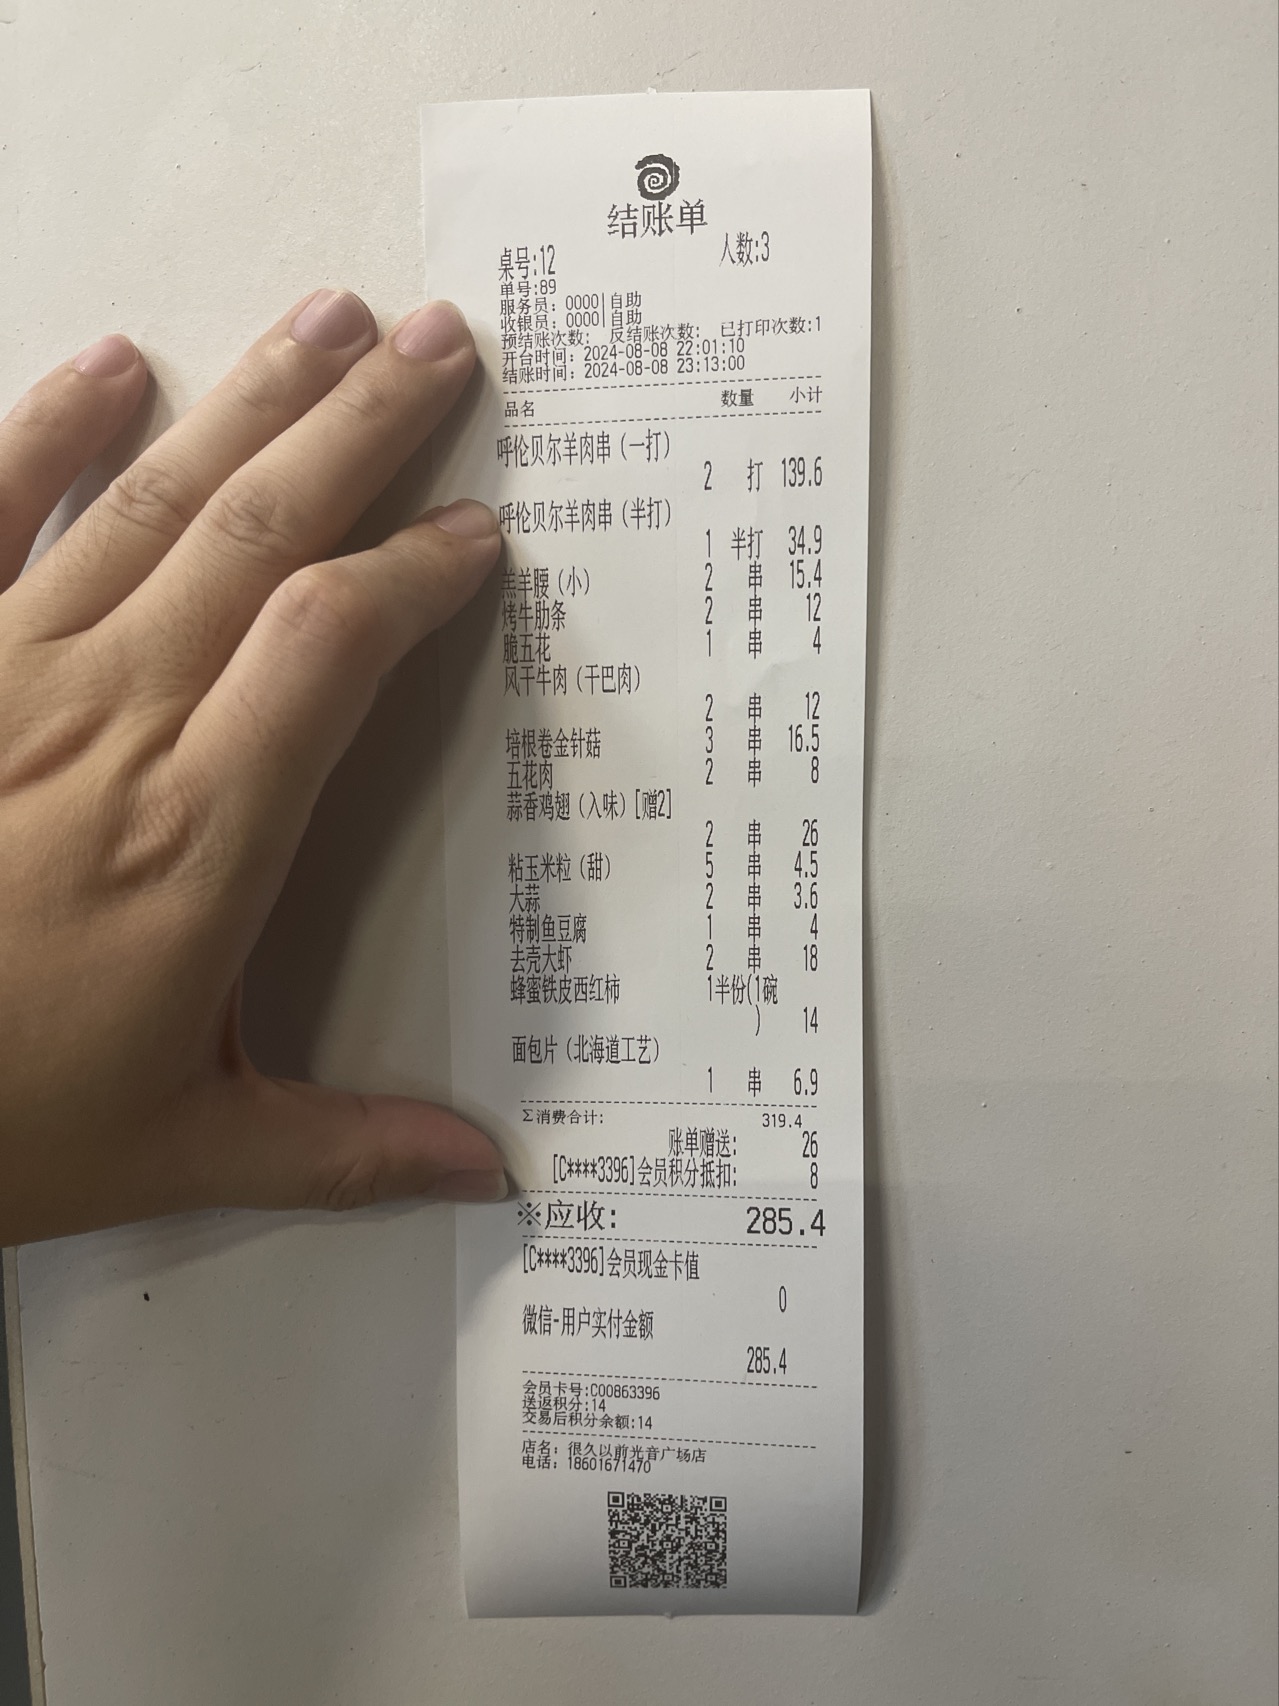 结账单
桌号:12 人数:3
单号:89
服务员: 0000|自助
收银员: 0000|自助
预结账次数: 反结账次数: 已打印次数:1
开台时间: 2024-08-08 22:01:10
结账时间: 2024-08-08 23:13:00
品名 数量 小计
呼伦贝尔羊肉串（一打）
2 打 139.6
呼伦贝尔羊肉串（半打）
1 半打 34.9
羔羊腰（小） 2 串 15.4
烤牛肋条 2 串 12
脆五花 1 串 4
风干牛肉（干巴肉）
2 串 12
培根卷金针菇 3 串 16.5
五花肉 2 串 8
蒜香鸡翅（入味）[赠2]
2 串 26
粘玉米粒（甜） 5 串 4.5
大蒜 2 串 3.6
特制鱼豆腐 1 串 4
去壳大虾 2 串 18
蜂蜜铁皮西红柿 1半份(1碗
) 14
面包片（北海道工艺）
1 串 6.9
Σ消费合计: 319.4
账单赠送: 26
[C****3396]会员积分抵扣: 8
※应收: 285.4
[C****3396]会员现金卡值
0
微信-用户实付金额
285.4
会员卡号:C00863396
送返积分:14
交易后积分余额:14
店名: 很久以前光音广场店
电话: 18601671470